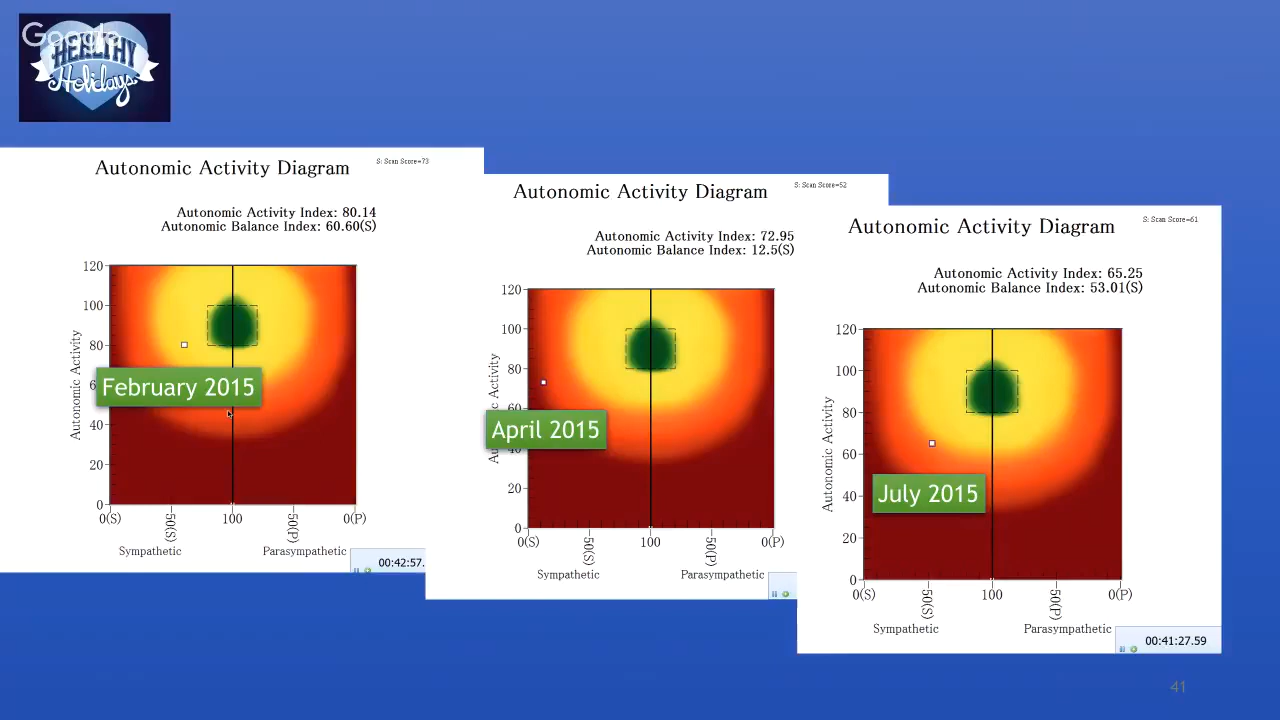 Google
HEALTHY
Holidays
Autonomic Activity Diagram
S: Scan Score=73
Autonomic Activity Index: 80.14
Autonomic Balance Index: 60.60(S)
120
100
80
6
40
20
0
Autonomic Activity
February 2015
0(S)
50(S)
100
50(P)
0(P)
Sympathetic
Parasympathetic
00:42:57.
Autonomic Activity Diagram
S: Scan Score=52
Autonomic Activity Index: 72.95
Autonomic Balance Index: 12.5(S)
120
100
80
60
40
20
0
Activity
April 2015
0(S)
50(S)
100
50(P)
0(P)
Sympathetic
Parasympathetic
Autonomic Activity Diagram
S: Scan Score=61
Autonomic Activity Index: 65.25
Autonomic Balance Index: 53.01(S)
120
100
80
60
40
20
0
Autonomic Activity
July 2015
0(S)
50(S)
100
50(P)
0(P)
Sympathetic
Parasympathetic
00:41:27.59
41